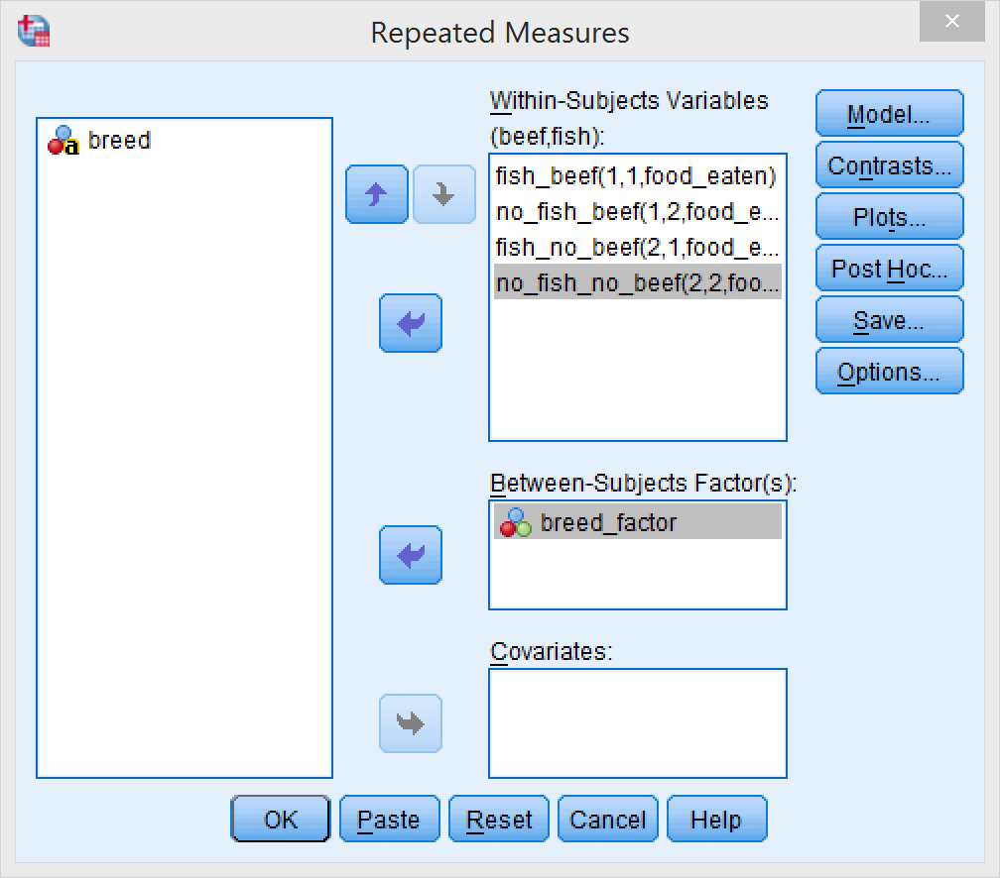 Repeated Measures
breed
Within-Subjects Variables
(beef,fish):
fish_beef(1,1,food_eaten)
no_fish_beef(1,2,food_e...
fish_no_beef(2,1,food_e...
no_fish_no_beef(2,2,foo...
Between-Subjects Factor(s):
breed_factor
Covariates:
Model...
Contrasts...
Plots...
Post Hoc...
Save...
Options...
OK
Paste
Reset
Cancel
Help